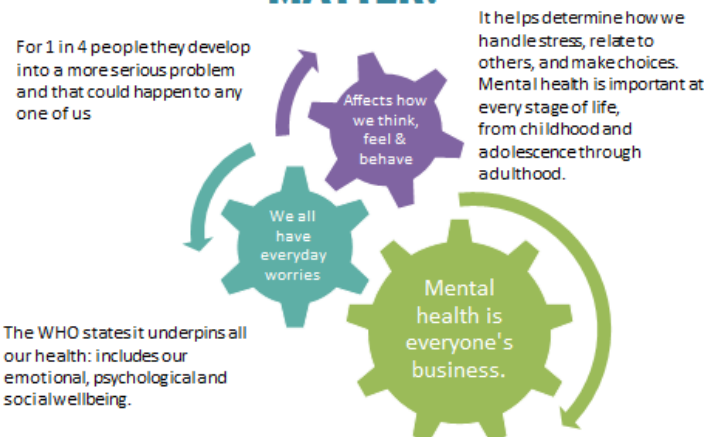 MATTER?
It helps determine how we
handle stress, relate to
others, and make choices.
Mental health is important at
every stage of life,
from childhood and
adolescence through
adulthood.
For 1 in 4 people they develop
into a more serious problem
and that could happen to any
one of us
Affects how
we think,
feel &
behave
We all
have
everyday
worries
Mental
health is
everyone's
business.
The WHO states it underpins all
our health: includes our
emotional, psychological and
social wellbeing.